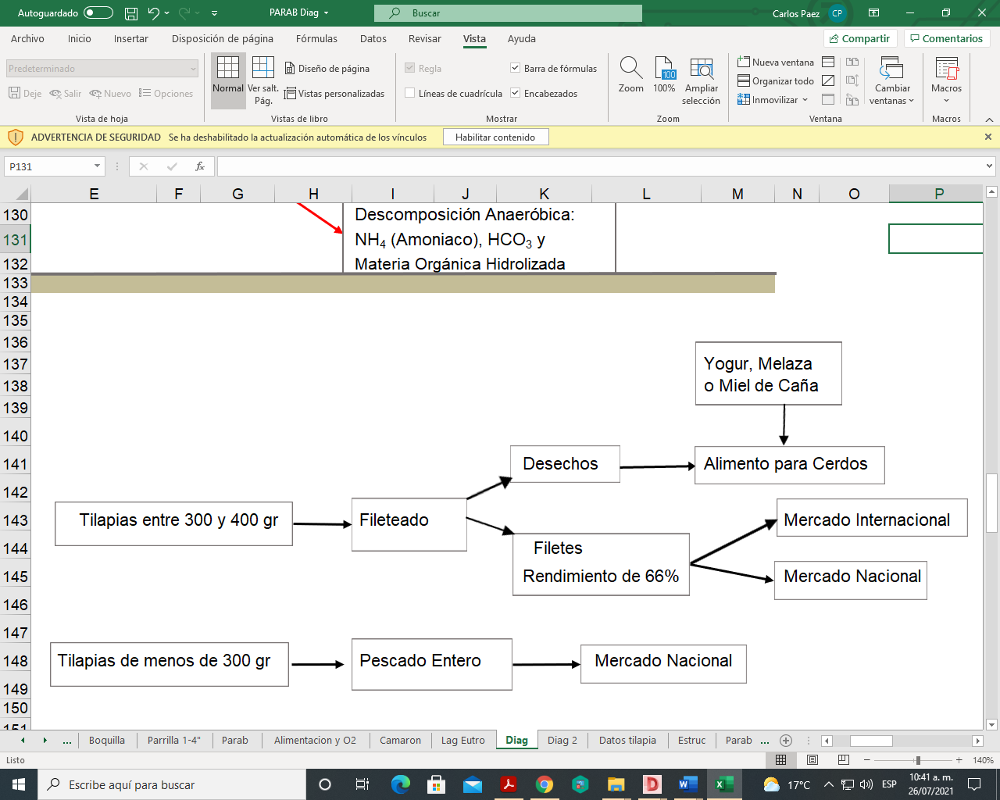 Autoguardado
PARAB Diag
Buscar
Carlos Paez
CP
Archivo
Inicio
Insertar
Disposición de página
Fórmulas
Datos
Revisar
Vista
Ayuda
Compartir
Comentarios
Predeterminado
Deje
Salir
Nuevo
Opciones
Vista de hoja
Normal
Ver salt. Pág.
Diseño de página
Vistas personalizadas
Vistas de libro
Regla
Barra de fórmulas
Líneas de cuadrícula
Encabezados
Mostrar
Zoom
100
100%
Ampliar selección
Zoom
Nueva ventana
Organizar todo
Inmovilizar
Cambiar ventanas
Ventana
Macros
Macros
ADVERTENCIA DE SEGURIDAD Se ha deshabilitado la actualización automática de los vínculos
Habilitar contenido
P131
fx
E F G H I J K L M N O P
130
131
132
133
134
135
136
137
138
139
140
141
142
143
144
145
146
147
148
149
150
151
Descomposición Anaeróbica:
NH4 (Amoniaco), HCO3 y
Materia Orgánica Hidrolizada
Yogur, Melaza
o Miel de Caña
Desechos
Alimento para Cerdos
Tilapias entre 300 y 400 gr
Fileteado
Mercado Internacional
Filetes
Rendimiento de 66%
Mercado Nacional
Tilapias de menos de 300 gr
Pescado Entero
Mercado Nacional
... Boquilla Parrilla 1-4" Parab Alimentacion y O2 Camaron Lag Eutro Diag Diag 2 Datos tilapia Estruc Parab ...
Listo
140%
Escribe aquí para buscar
17°C
ESP
10:41 a. m.
26/07/2021